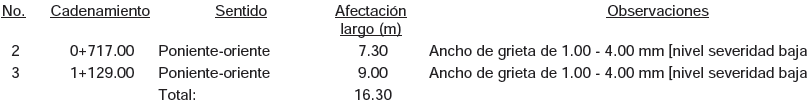 No. Cadenamiento Sentido Afectación largo (m) Observaciones
2 0+717.00 Poniente-oriente 7.30 Ancho de grieta de 1.00 - 4.00 mm [nivel severidad baja
3 1+129.00 Poniente-oriente 9.00 Ancho de grieta de 1.00 - 4.00 mm [nivel severidad baja
Total: 16.30